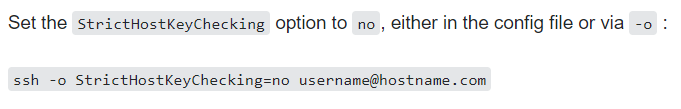 Set the StrictHostKeyChecking option to no , either in the config file or via -o :
ssh -o StrictHostKeyChecking=no username@hostname.com